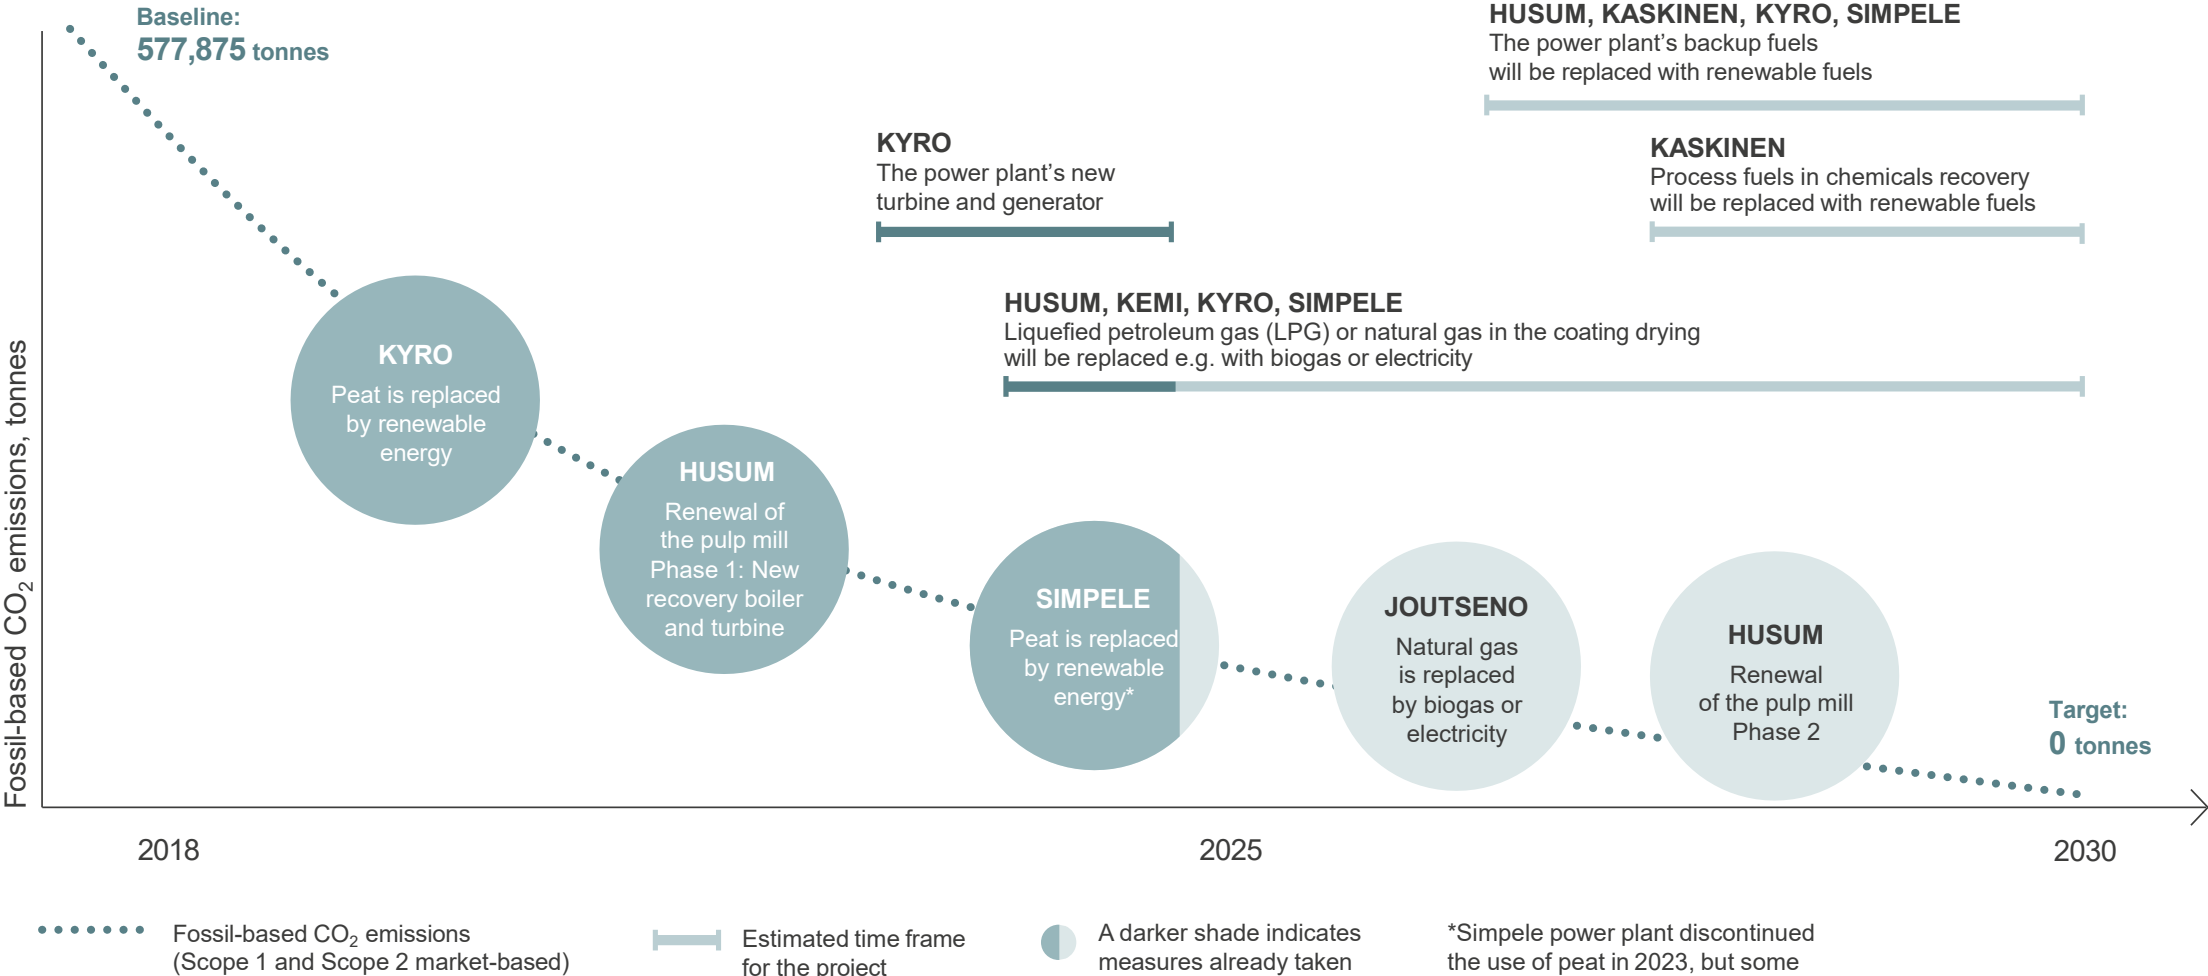 Baseline:
577,875 tonnes
HUSUM, KASKINEN, KYRO, SIMPELE
The power plant's backup fuels
will be replaced with renewable fuels
KYRO
The power plant's new
turbine and generator
KASKINEN
Process fuels in chemicals recovery
will be replaced with renewable fuels
HUSUM, KEMI, KYRO, SIMPELE
Liquefied petroleum gas (LPG) or natural gas in the coating drying
will be replaced e.g. with biogas or electricity
Fossil-based CO₂ emissions, tonnes
KYRO
Peat is replaced
by renewable
energy
HUSUM
Renewal of
the pulp mill
Phase 1: New
recovery boiler
and turbine
SIMPELE
Peat is replaced
by renewable
energy*
JOUTSENO
Natural gas
is replaced
by biogas or
electricity
HUSUM
Renewal
of the pulp mill
Phase 2
Target:
0 tonnes
2018
2025
2030
Fossil-based CO₂ emissions
(Scope 1 and Scope 2 market-based)
Estimated time frame
for the project
A darker shade indicates
measures already taken
*Simpele power plant discontinued
the use of peat in 2023, but some